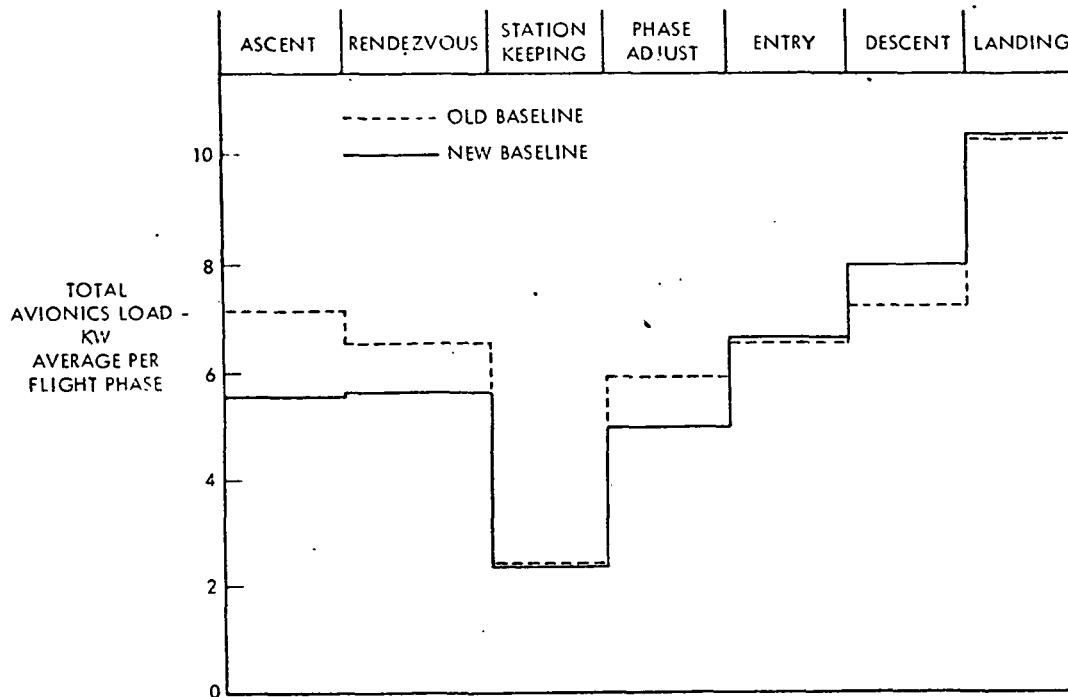 ASCENT
RENDEZVOUS
STATION
KEEPING
PHASE
ADJUST
ENTRY
DESCENT
LANDING
OLD BASELINE
NEW BASELINE
10
8
6
4
2
0
TOTAL
AVIONICS LOAD -
KW
AVERAGE PER
FLIGHT PHASE